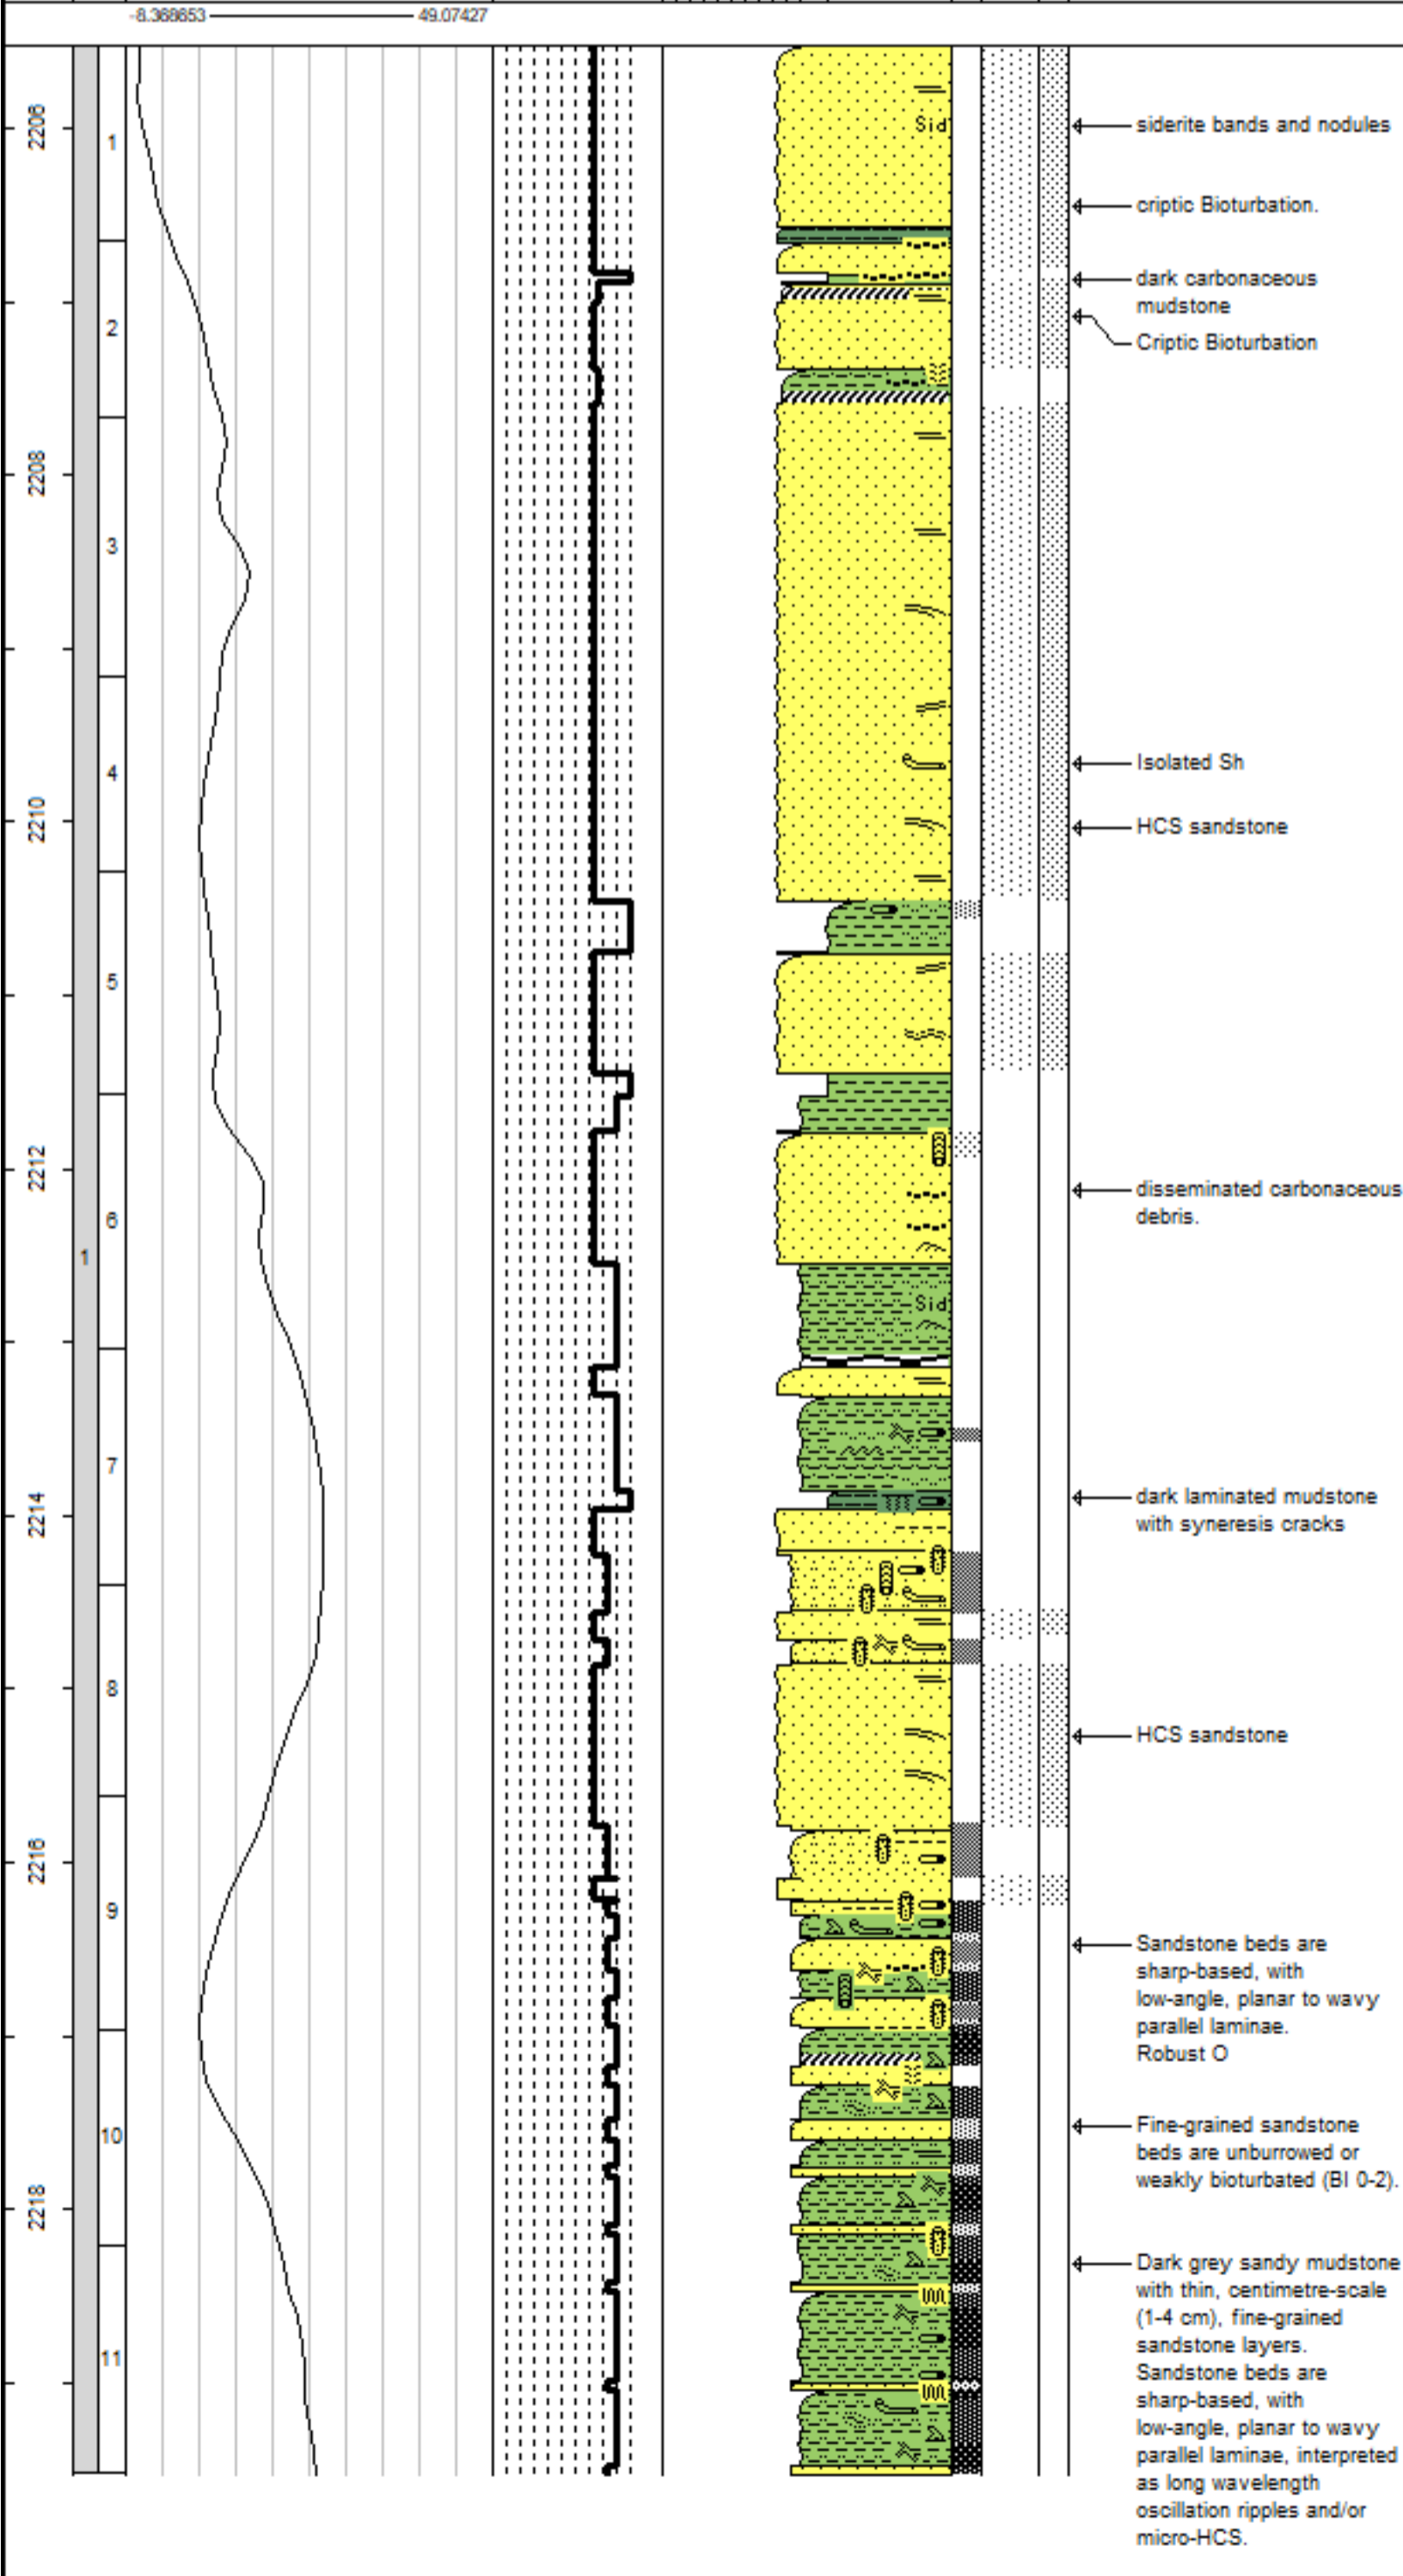 -8.368653 49.07427
2206
2208
2210
2212
2214
2216
2218
1
1
2
3
4
5
6
7
8
9
10
11
Sid
Sid
siderite bands and nodules
criptic Bioturbation.
dark carbonaceous
mudstone
Criptic Bioturbation
Isolated Sh
HCS sandstone
disseminated carbonaceous
debris.
dark laminated mudstone
with syneresis cracks
HCS sandstone
Sandstone beds are
sharp-based, with
low-angle, planar to wavy
parallel laminae.
Robust O
Fine-grained sandstone
beds are unburrowed or
weakly bioturbated (BI 0-2).
Dark grey sandy mudstone
with thin, centimetre-scale
(1-4 cm), fine-grained
sandstone layers.
Sandstone beds are
sharp-based, with
low-angle, planar to wavy
parallel laminae, interpreted
as long wavelength
oscillation ripples and/or
micro-HCS.